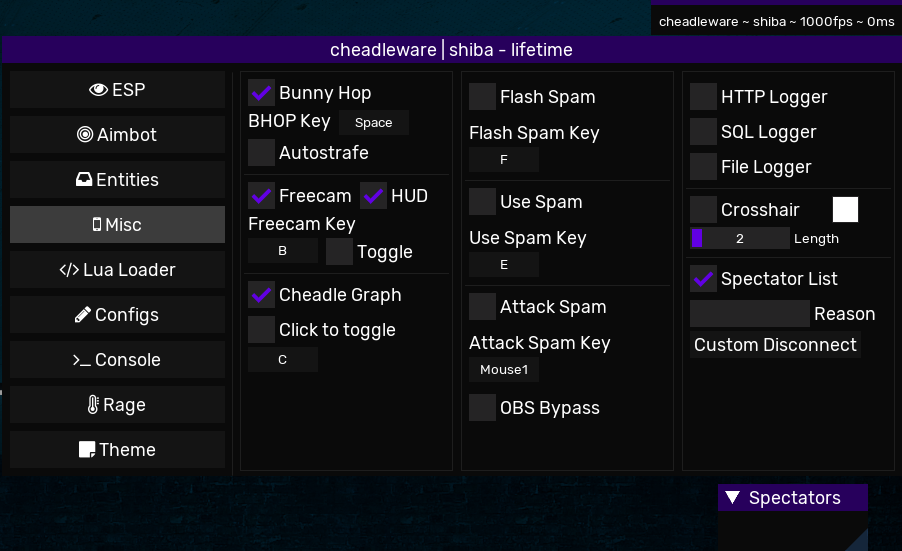 cheadleware ~ shiba ~ 1000fps ~ 0ms
cheadleware | shiba - lifetime
ESP
Aimbot
Entities
Misc
Lua Loader
Configs
Console
Rage
Theme
Bunny Hop
BHOP Key Space
Autostrafe
Freecam HUD
Freecam Key
B Toggle
Cheadle Graph
Click to toggle
C
Flash Spam
Flash Spam Key
F
Use Spam
Use Spam Key
E
Attack Spam
Attack Spam Key
Mouse1
OBS Bypass
HTTP Logger
SQL Logger
File Logger
Crosshair
2 Length
Spectator List
Reason
Custom Disconnect
Spectators